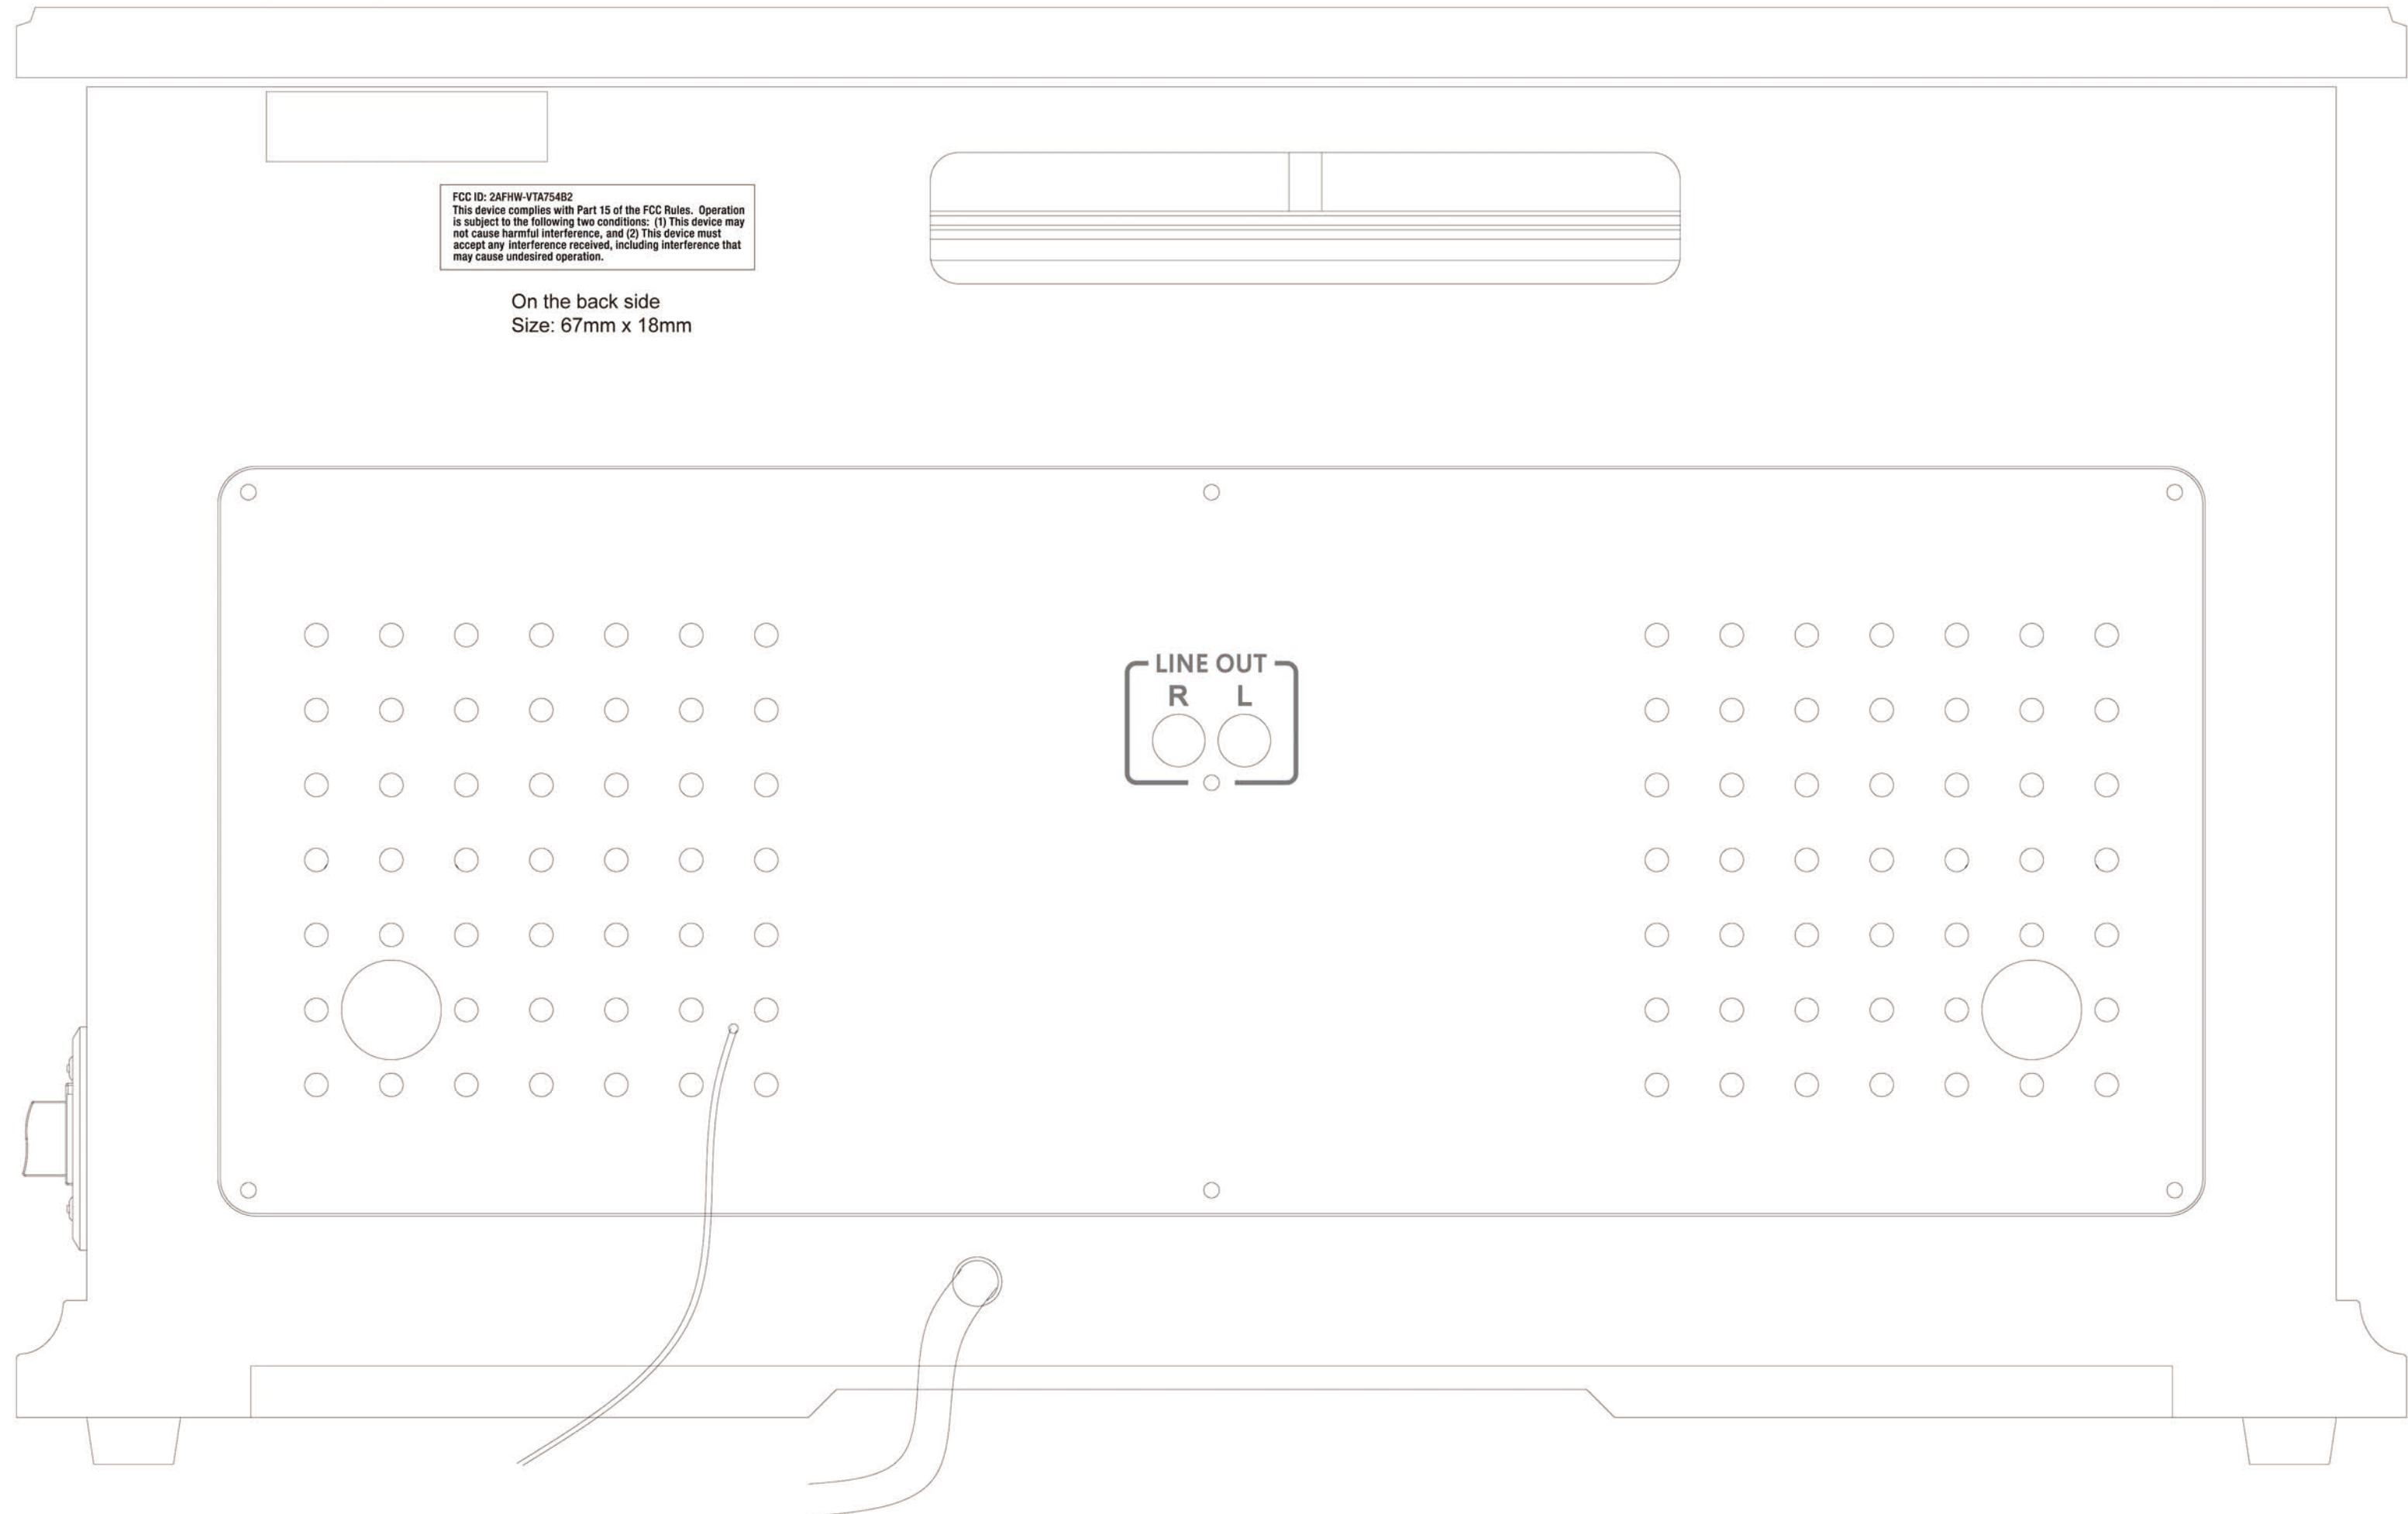 FCC ID: 2AFHW-VTA754B2
This device complies with Part 15 of the FCC Rules. Operation
is subject to the following two conditions: (1) This device may
not cause harmful interference, and (2) This device must
accept any interference received, including interference that
may cause undesired operation.
On the back side
Size: 67mm x 18mm
LINE OUT
R L